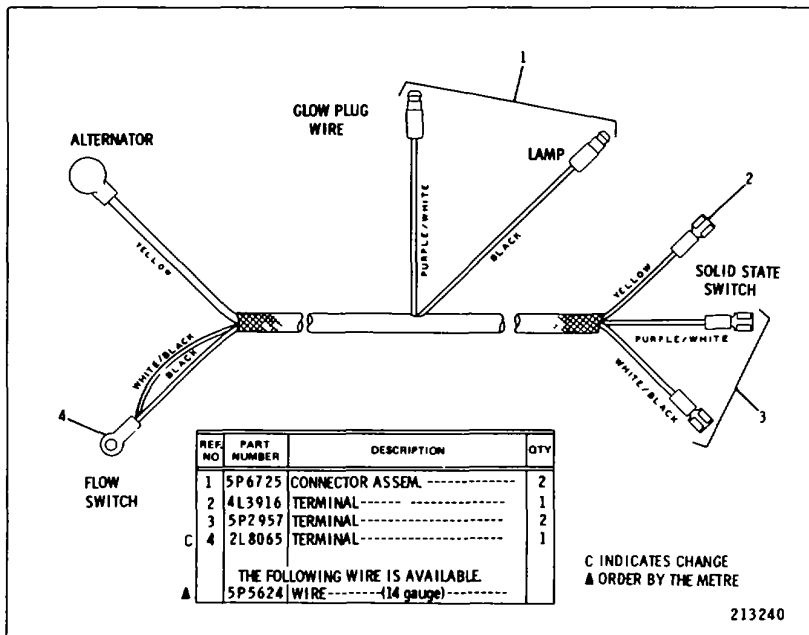 1
GLOW PLUG
WIRE
ALTERNATOR
LAMP
2
YELLOW
PURPLE/WHITE
BLACK
YELLOW
SOLID STATE
SWITCH
PURPLE/WHITE
WHITE/BLACK
WHITE/BLACK
BLACK
3
4
FLOW
SWITCH
REF. NO PART NUMBER DESCRIPTION QTY
1 5P6725 CONNECTOR ASSEM. 2
2 4L3916 TERMINAL 1
3 5P2957 TERMINAL 2
C 4 2L8065 TERMINAL 1
THE FOLLOWING WIRE IS AVAILABLE.
▲ 5P5624 WIRE (14 gauge)
C INDICATES CHANGE
▲ ORDER BY THE METRE
213240